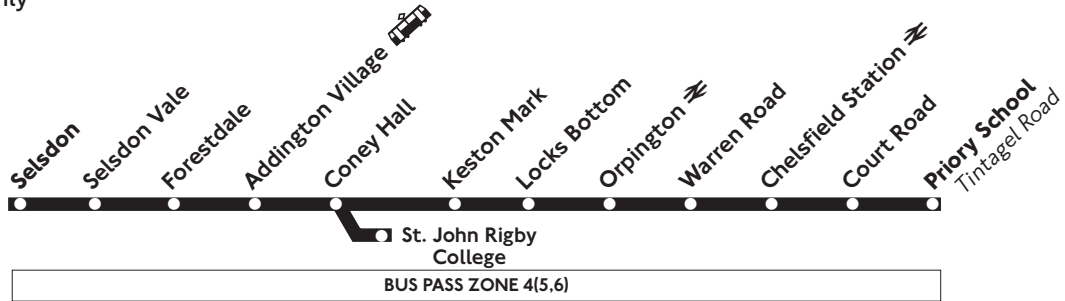 Selsdon
Selsdon Vale
Forestdale
Addington Village
Coney Hall
Keston Mark
Locks Bottom
Orpington
Warren Road
Chelsfield Station
Court Road
Priory School
Tintagel Road
St. John Rigby
College
BUS PASS ZONE 4(5,6)